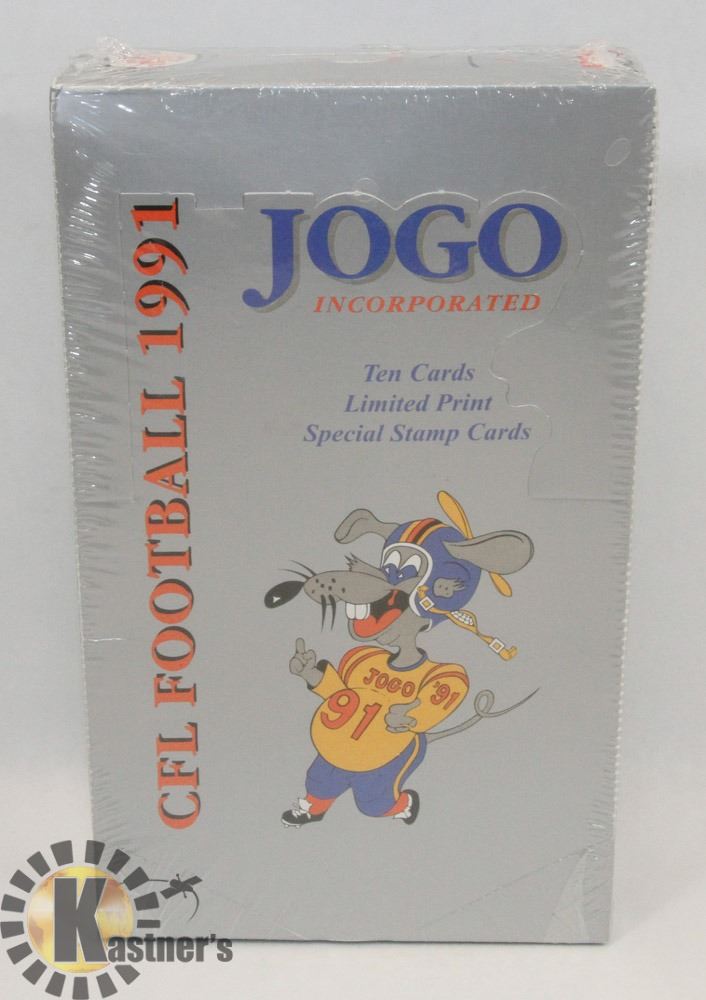 CFL FOOTBALL 1991
JOGO
INCORPORATED
Ten Cards
Limited Print
Special Stamp Cards
JOGO
'91
91
Kastner's